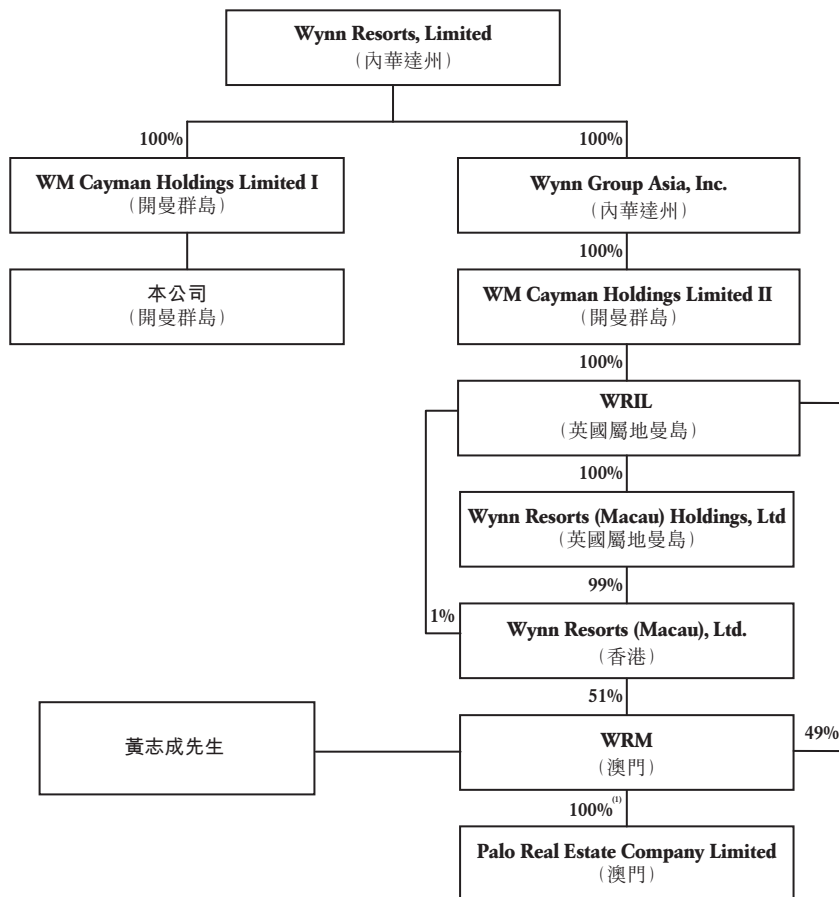 Wynn Resorts, Limited
（內華達州）
100%
100%
WM Cayman Holdings Limited I
（開曼群島）
Wynn Group Asia, Inc.
（內華達州）
100%
本公司
（開曼群島）
WM Cayman Holdings Limited II
（開曼群島）
100%
WRIL
（英國屬地曼島）
100%
Wynn Resorts (Macau) Holdings, Ltd
（英國屬地曼島）
99%
1%
Wynn Resorts (Macau), Ltd.
（香港）
51%
黃志成先生
WRM
（澳門）
49%
100%(1)
Palo Real Estate Company Limited
（澳門）